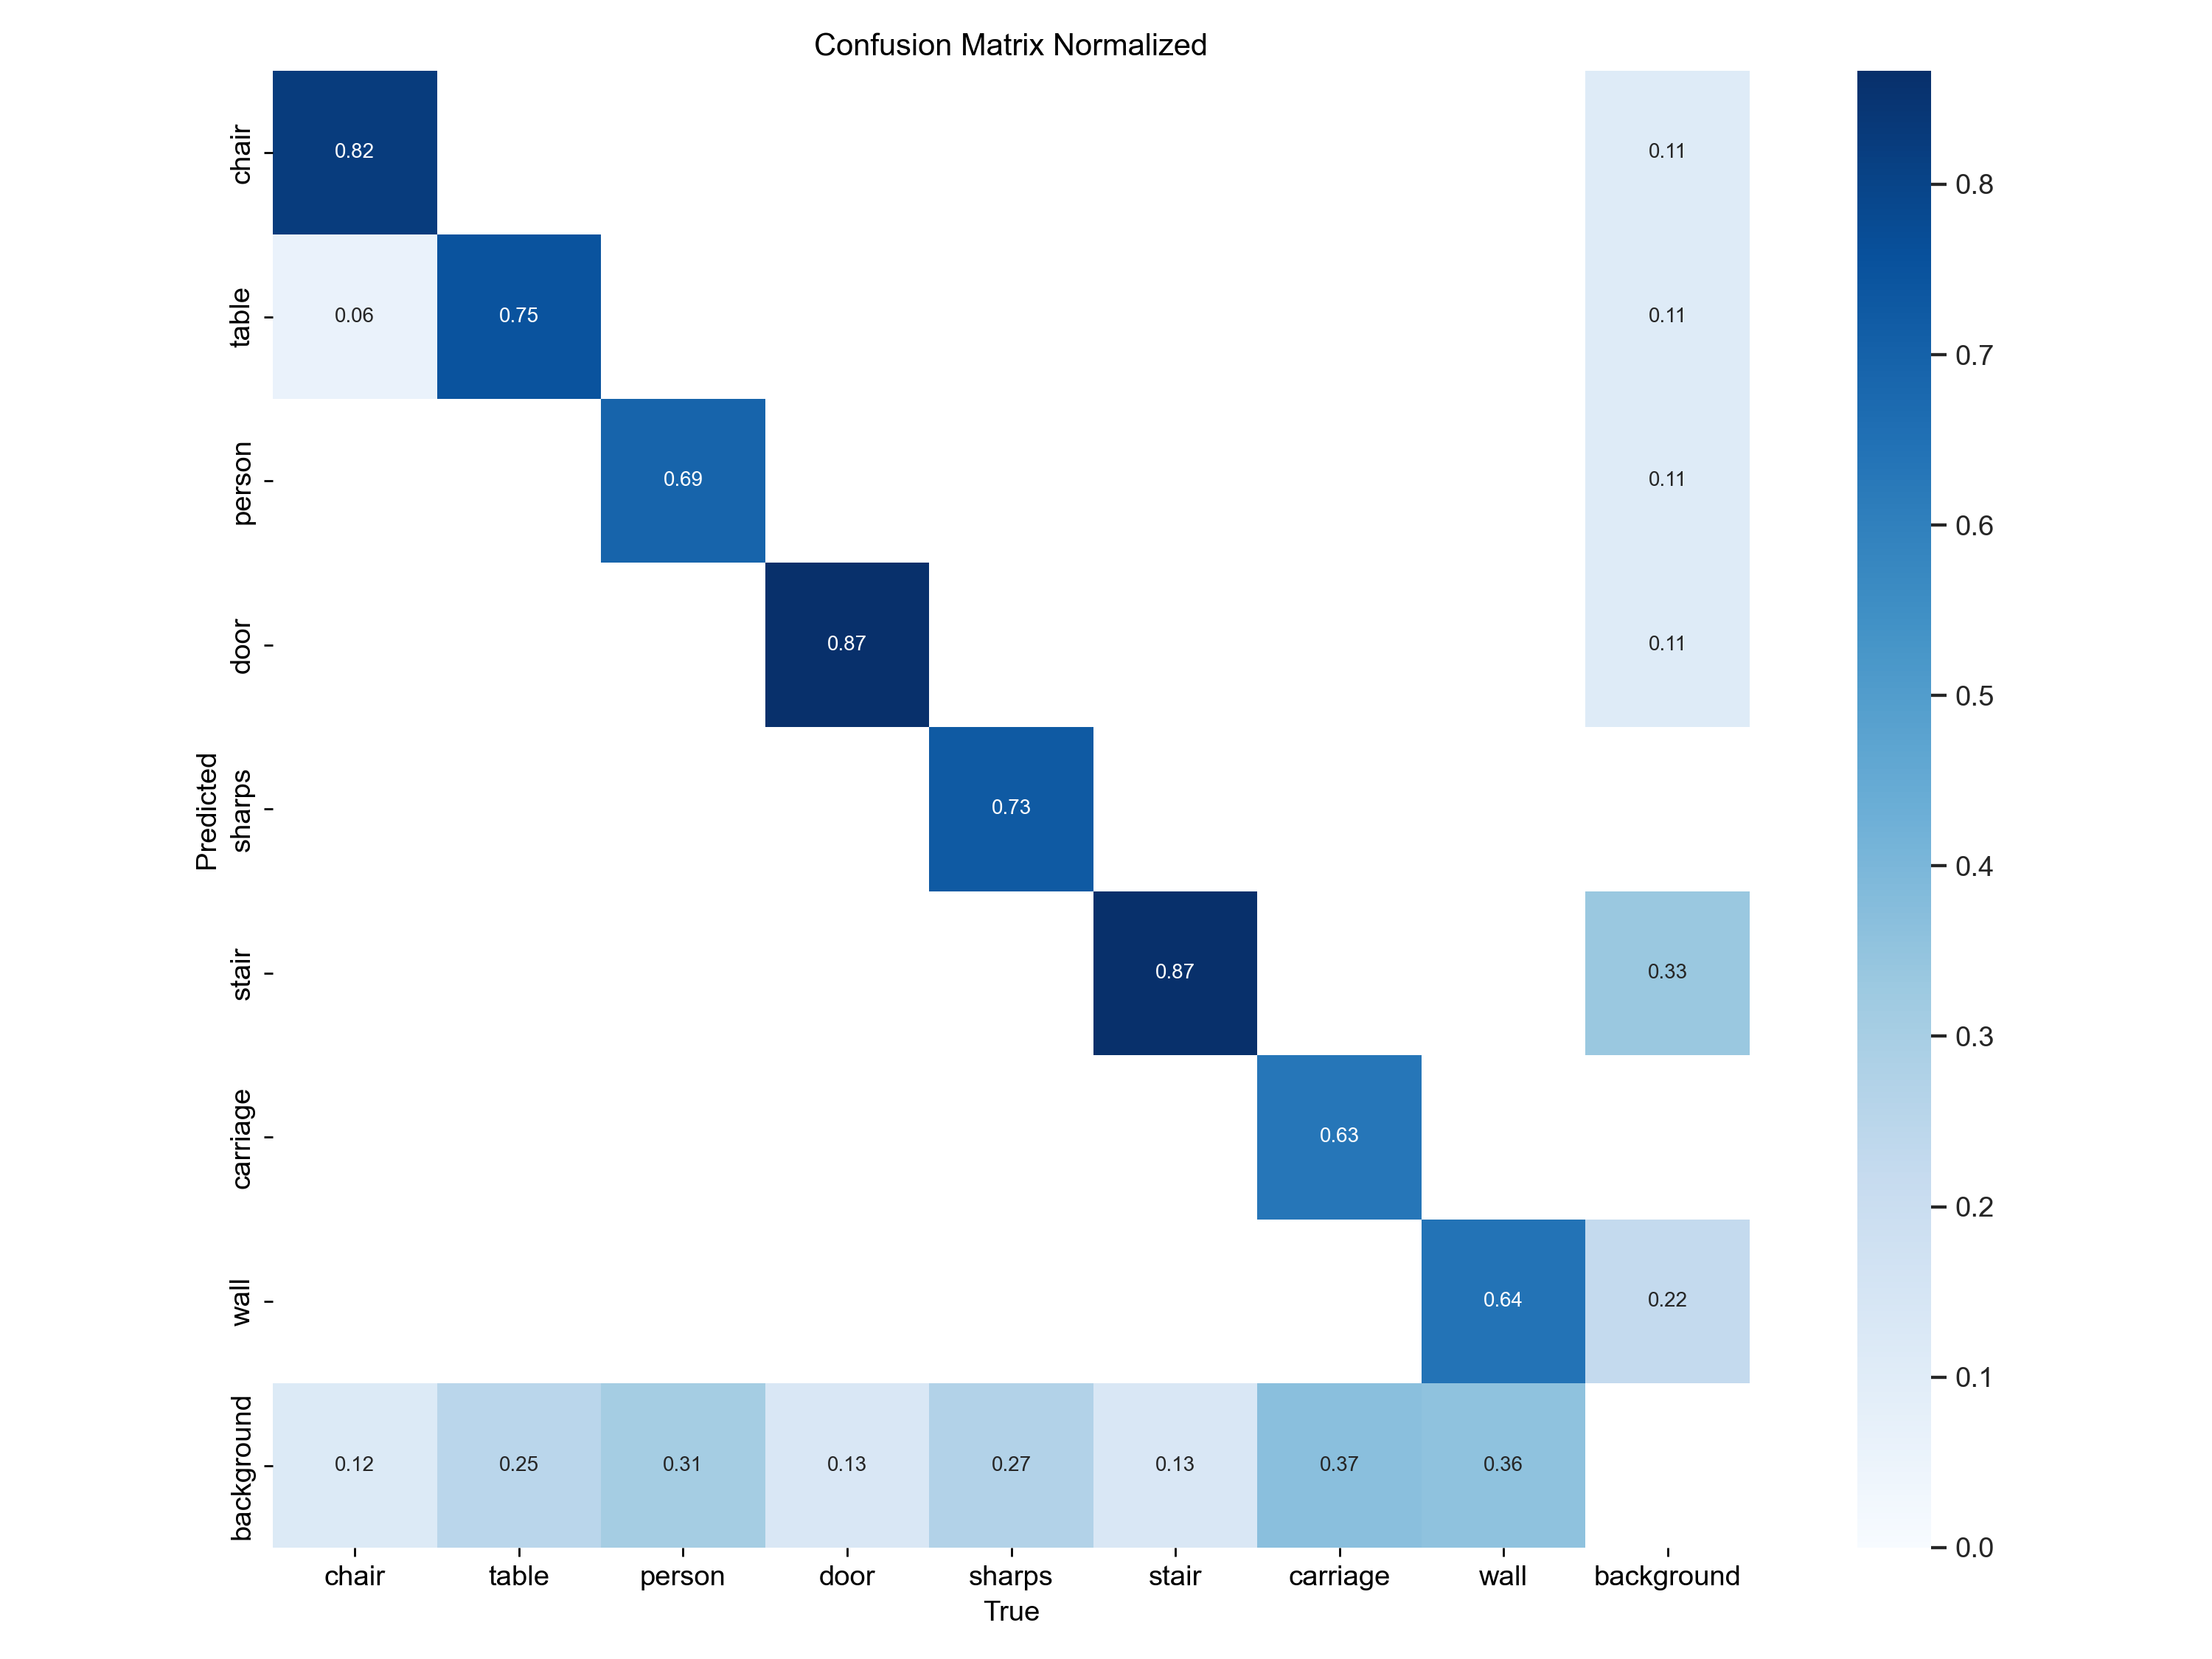 Confusion Matrix Normalized
chair
0.82
0.11
0.8
table
0.06
0.75
0.11
0.7
person
0.69
0.11
0.6
door
0.87
0.11
0.5
Predicted
sharps
0.73
0.4
stair
0.87
0.33
0.3
carriage
0.63
0.2
wall
0.64
0.22
0.1
background
0.12
0.25
0.31
0.13
0.27
0.13
0.37
0.36
0.0
chair table person door sharps stair carriage wall background
True